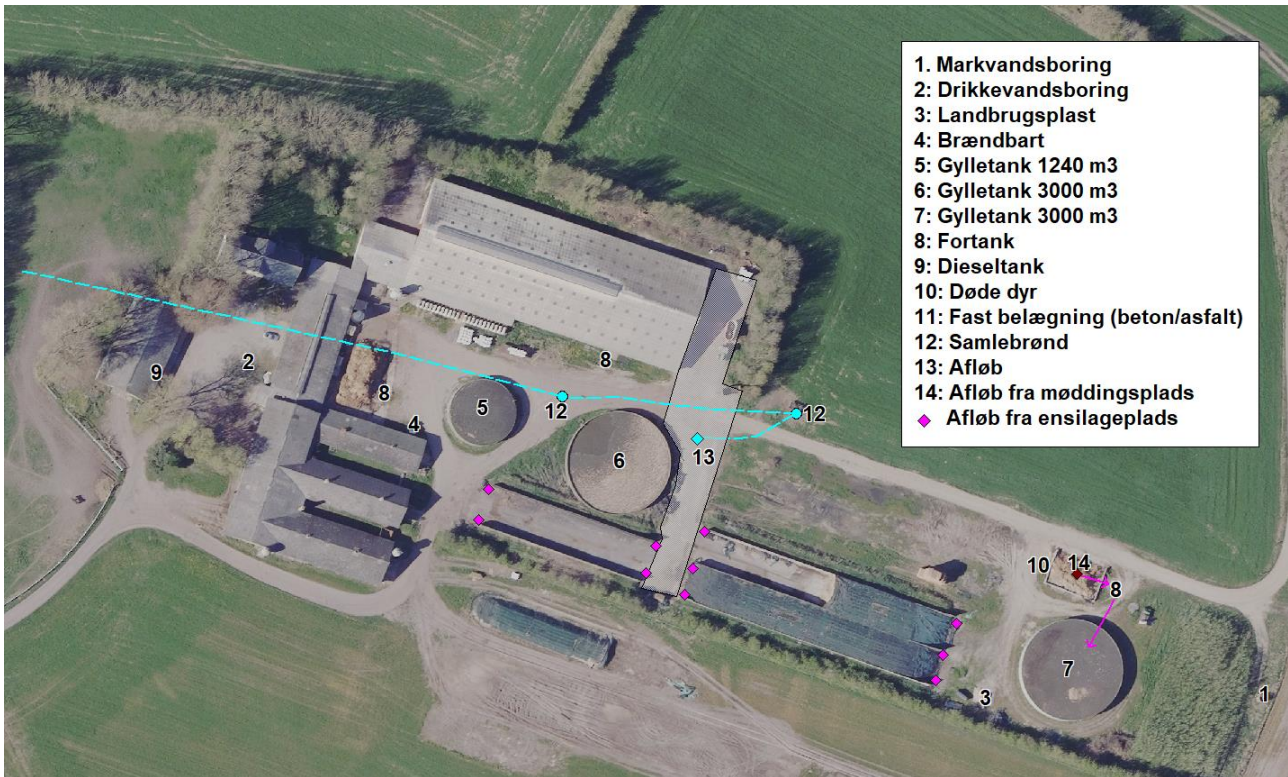 1. Markvandsboring
2: Drikkevandsboring
3: Landbrugsplast
4: Brændbart
5: Gylletank 1240 m3
6: Gylletank 3000 m3
7: Gylletank 3000 m3
8: Fortank
9: Dieseltank
10: Døde dyr
11: Fast belægning (beton/asfalt)
12: Samlebrønd
13: Afløb
14: Afløb fra møddingsplads
Afløb fra ensilageplads
2
9
8
8
12
12
5
4
6
13
10
14
8
7
3
1